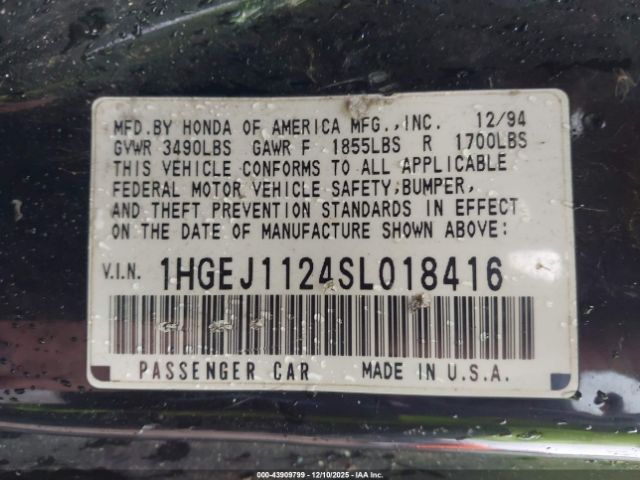 MFD. BY HONDA OF AMERICA MFG., INC. 12/94
GVWR 3490LBS GAWR F 1855LBS R 1700LBS
THIS VEHICLE CONFORMS TO ALL APPLICABLE
FEDERAL MOTOR VEHICLE SAFETY, BUMPER,
AND THEFT PREVENTION STANDARDS IN EFFECT
ON THE DATE OF MANUFACTURE SHOWN ABOVE:
V.I.N. 1HGEJ1124SL018416
PASSENGER CAR MADE IN U.S.A.
000-43909799 - 12/10/2025 - IAA Inc.